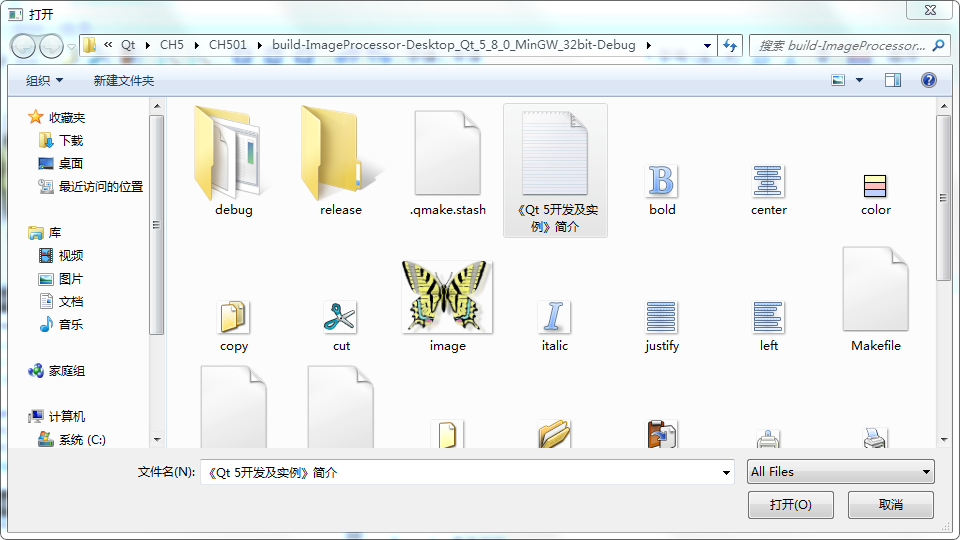 打开
« Qt CH5 CH501 build-ImageProcessor-Desktop_Qt_5_8_0_MinGW_32bit-Debug
搜索 build-ImageProcessor...
组织
新建文件夹
收藏夹
下载
桌面
最近访问的位置
库
视频
图片
文档
音乐
家庭组
计算机
系统 (C:)
debug
release
.qmake.stash
《Qt 5开发及实
例》简介
bold
center
color
copy
cut
image
italic
justify
left
Makefile
文件名(N):
《Qt 5开发及实例》简介
All Files
打开(O)
取消